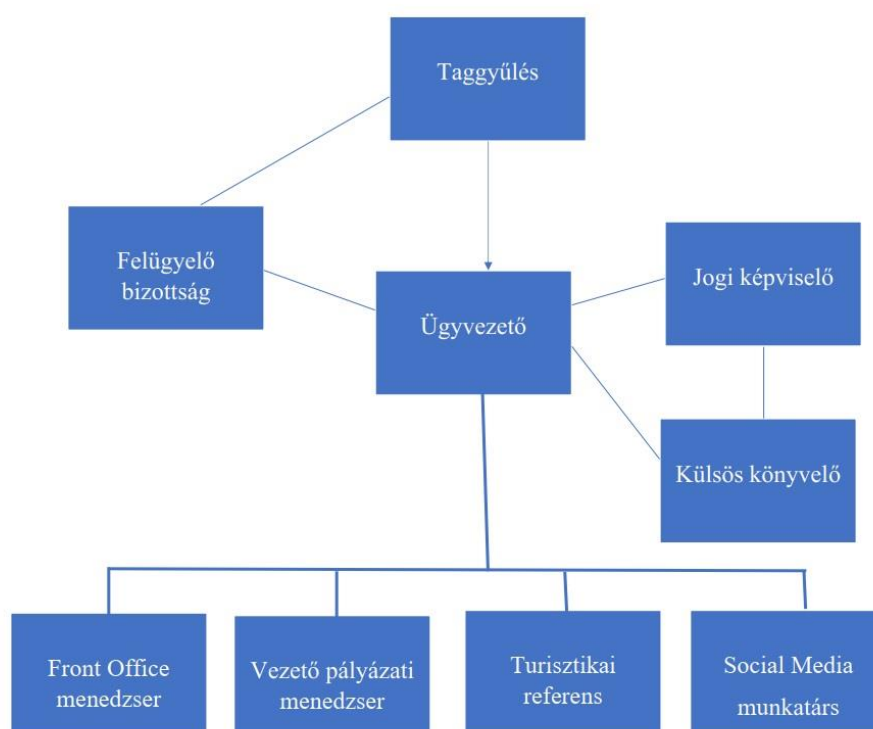 Taggyűlés
Felügyelő
bizottság
Jogi képviselő
Ügyvezető
Külsös könyvelő
Front Office
menedzser
Vezető pályázati
menedzser
Turisztikai
referens
Social Media
munkatárs